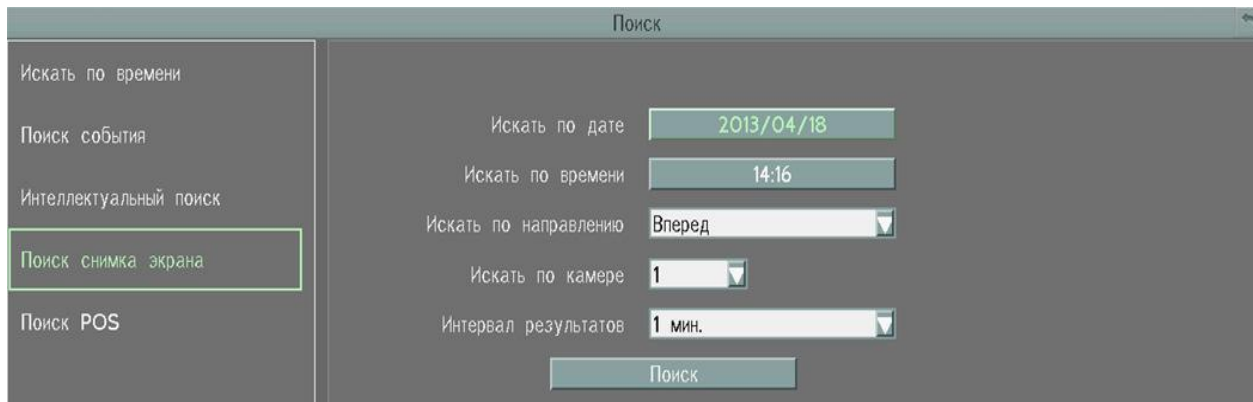 Поиск
Искать по времени
Поиск события
Интеллектуальный поиск
Поиск снимка экрана
Поиск POS
Искать по дате 2013/04/18
Искать по времени 14:16
Искать по направлению Вперед
Искать по камере 1
Интервал результатов 1 мин.
Поиск